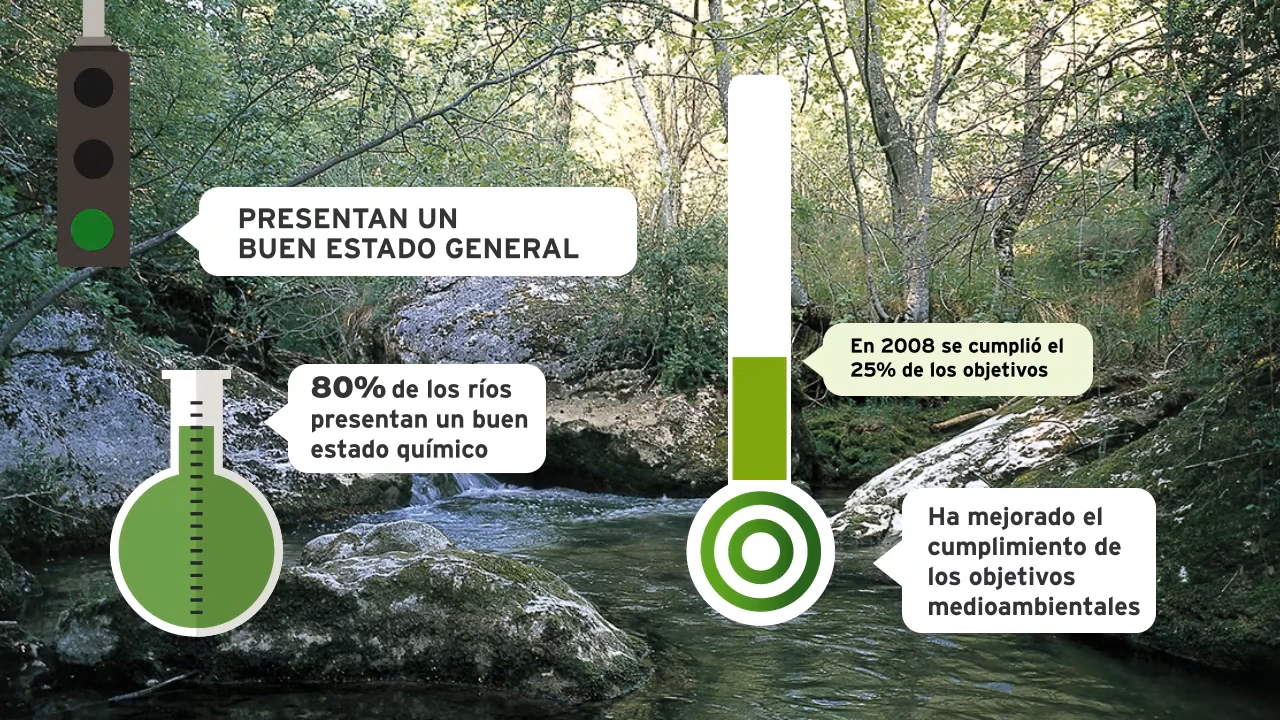 PRESENTAN UN
BUEN ESTADO GENERAL
80% de los ríos
presentan un buen
estado químico
En 2008 se cumplió el
25% de los objetivos
Ha mejorado el
cumplimiento de
los objetivos
medioambientales